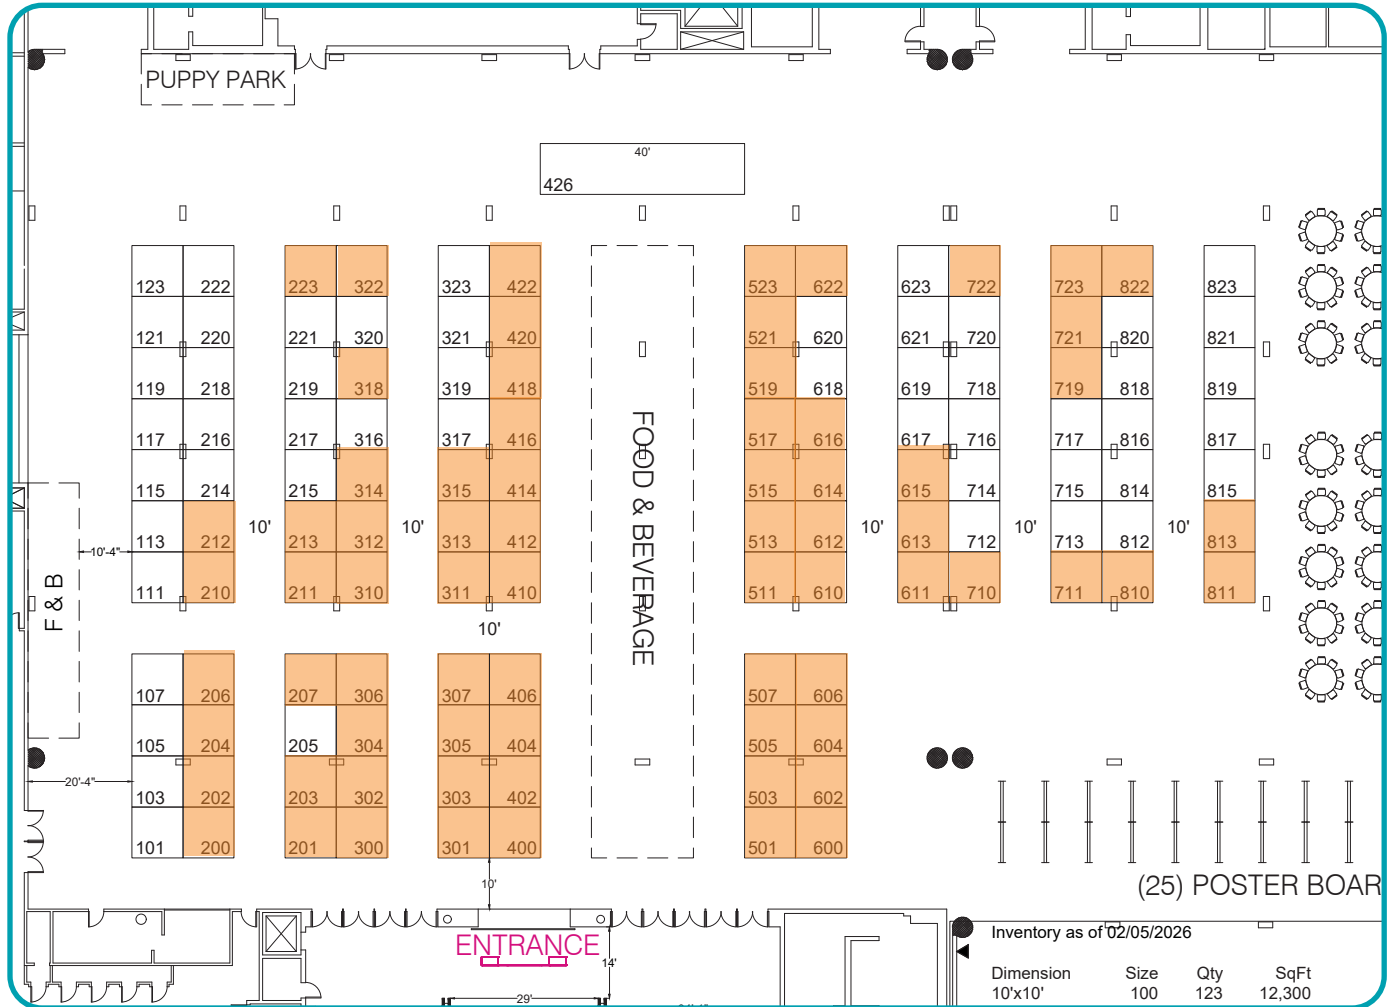 PUPPY PARK
40'
426
123 222 223 322 323 422 523 622 623 722 723 822 823
121 220 221 320 321 420 521 620 621 720 721 820 821
119 218 219 318 319 418 519 618 619 718 719 818 819
117 216 217 316 317 416 517 616 617 716 717 816 817
115 214 215 314 315 414 515 614 615 714 715 814 815
10' 10' 10' 10' 10'
113 212 213 312 313 412 513 612 613 712 713 812 813
10'-4"
111 210 211 310 311 410 511 610 611 710 711 810 811
F & B
FOOD & BEVERAGE
10'
107 206 207 306 307 406 507 606
105 204 205 304 305 404 505 604
20'-4"
103 202 203 302 303 402 503 602
101 200 201 300 301 400 501 600
10'
(25) POSTER BOAR
ENTRANCE
14'
29'
Inventory as of 02/05/2026
Dimension Size Qty SqFt
10'x10' 100 123 12,300